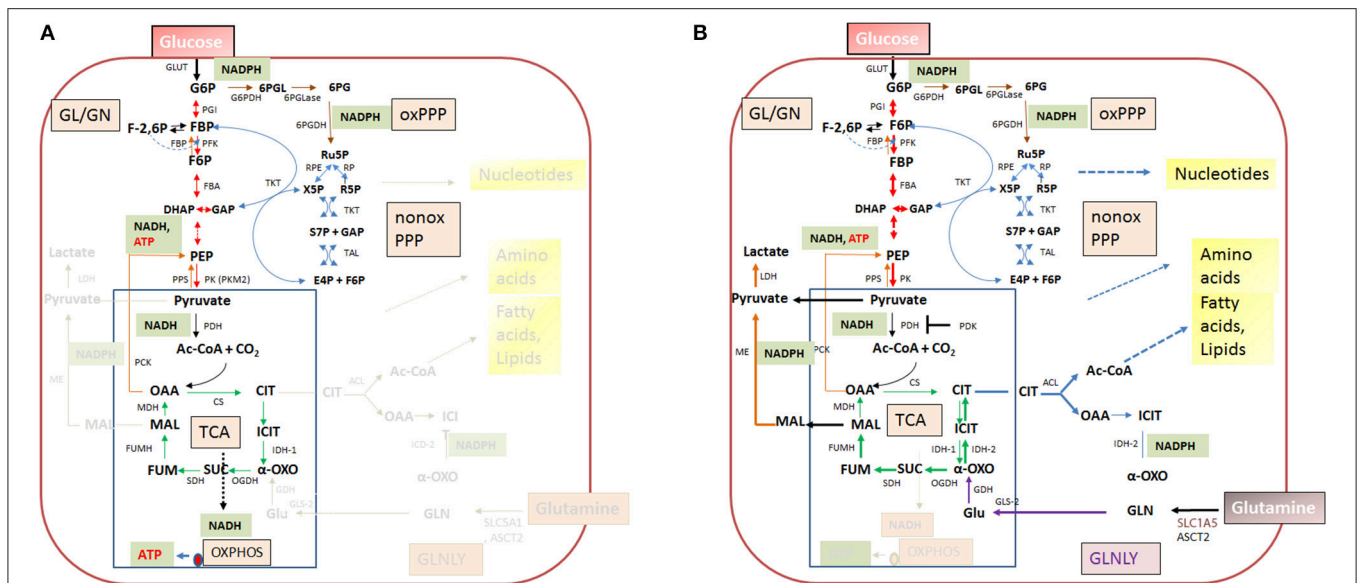 A
Glucose
GLUT
NADPH
G6P
G6PDH
6PGL
6PGLase
6PG
PGI
GL/GN
6PGDH
NADPH
oxPPP
F-2,6P
FBP
FBP
PFK
F6P
Ru5P
RPE
RP
FBA
TKT
X5P
R5P
Nucleotides
DHAP
GAP
TKT
NADH,
ATP
S7P + GAP
nonox
PPP
Lactate
PEP
TAL
Amino
acids
LDH
PPS
PK (PKM2)
E4P + F6P
Pyruvate
Pyruvate
Fatty
acids,
Lipids
NADH
PDH
NADPH
Ac-CoA + CO2
ME
PCK
Ac-CoA
OAA
CS
CIT
CIT
ACL
MDH
OAA
ICI
T
MAL
MAL
TCA
ICIT
ICD-2
NADPH
FUMH
IDH-1
FUM
SUC
α-OXO
α-OXO
SDH
OGDH
GDH
GLS-2
Glu
GLN
Glutamine
NADH
SLC5A1
, ASCT2
ATP
OXPHOS
GLNLY
B
Glucose
GLUT
NADPH
G6P
G6PDH
6PGL
6PGLase
6PG
PGI
GL/GN
6PGDH
NADPH
oxPPP
F-2,6P
F6P
FBP
PFK
FBP
Ru5P
RPE
RP
FBA
TKT
X5P
R5P
Nucleotides
DHAP
GAP
TKT
NADH, ATP
S7P + GAP
nonox
PPP
Lactate
PEP
TAL
Amino
acids
LDH
PPS
PK
E4P + F6P
Pyruvate
Pyruvate
Fatty
acids,
Lipids
NADH
PDH
PDK
NADPH
Ac-CoA + CO2
ME
PCK
Ac-CoA
OAA
CS
CIT
CIT
ACL
MDH
OAA
ICIT
MAL
MAL
TCA
ICIT
IDH-2
NADPH
FUMH
IDH-1
IDH-1
FUM
SUC
α-OXO
α-OXO
SDH
OGDH
GDH
GLS-2
Glu
GLN
Glutamine
NADH
SLC1A5
ASCT2
OXPHOS
GLNLY